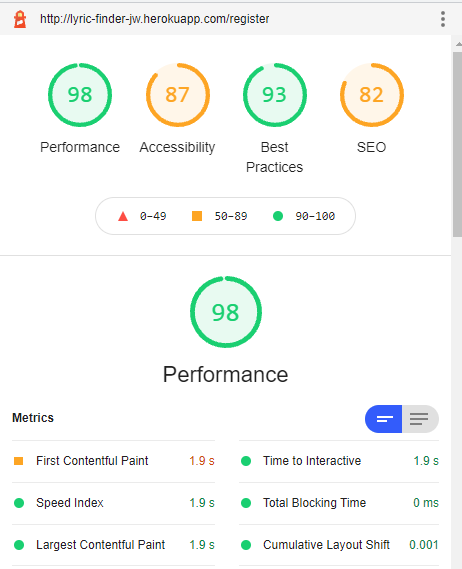 http://lyric-finder-jw.herokuapp.com/register
98 87 93 82
Performance Accessibility Best Practices SEO
0–49 50–89 90–100
98
Performance
Metrics
First Contentful Paint 1.9 s
Time to Interactive 1.9 s
Speed Index 1.9 s
Total Blocking Time 0 ms
Largest Contentful Paint 1.9 s
Cumulative Layout Shift 0.001